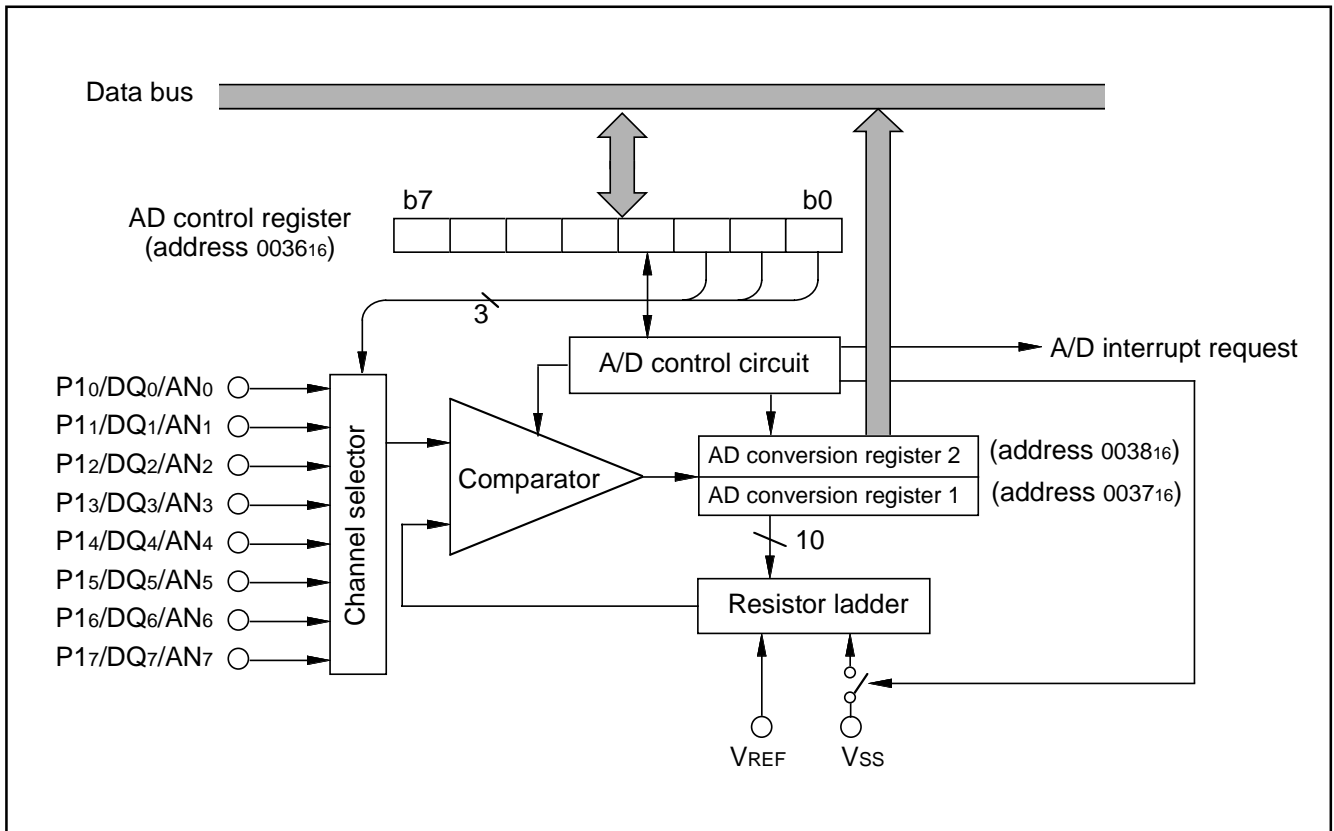 Data bus
b7 b0
AD control register
(address 0036₁₆)
3
A/D control circuit
A/D interrupt request
P1₀/DQ₀/AN₀
P1₁/DQ₁/AN₁
P1₂/DQ₂/AN₂
P1₃/DQ₃/AN₃
P1₄/DQ₄/AN₄
P1₅/DQ₅/AN₅
P1₆/DQ₆/AN₆
P1₇/DQ₇/AN₇
Channel selector
Comparator
AD conversion register 2 (address 0038₁₆)
AD conversion register 1 (address 0037₁₆)
10
Resistor ladder
VREF VSS